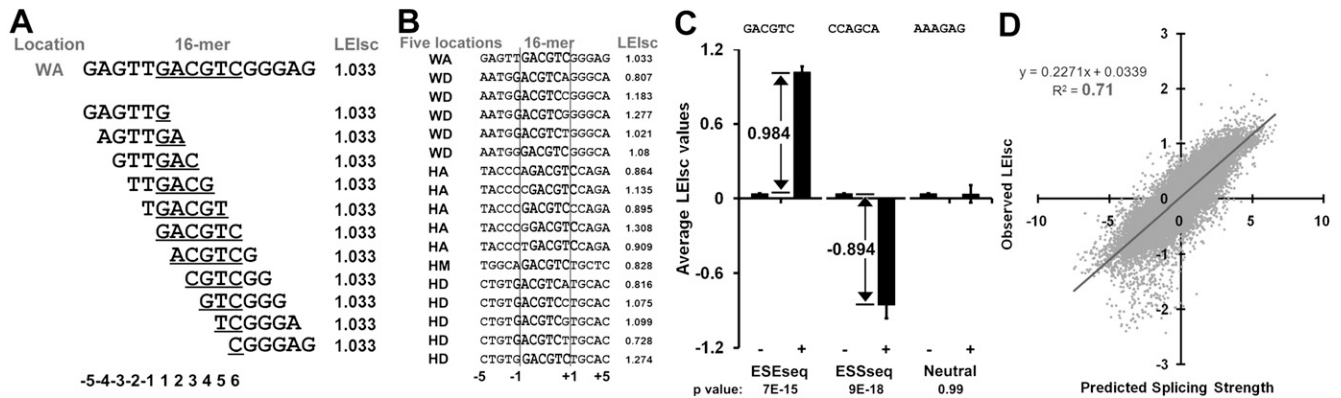 A
Location 16-mer LEIsc
WA GAGTTGACGTCGGGAG 1.033
GAGTTG 1.033
AGTTGA 1.033
GTTGAC 1.033
TTGACG 1.033
TGACGT 1.033
GACGTC 1.033
ACGTCG 1.033
CGTCGG 1.033
GTCGGG 1.033
TCGGGA 1.033
CGGGAG 1.033
-5-4-3-2-1 1 2 3 4 5 6
B
Five locations 16-mer LEIsc
WA GAGTTGACGTCGGGAG 1.033
WD AATGGACGTCAGGGCA 0.807
WD AATGGACGTCCGGGCA 1.183
WD AATGGACGTCGGGGCA 1.277
WD AATGGACGTCTGGGCA 1.021
WD AATGGGACGTCGGGCA 1.08
HA TACCCAGACGTCCAGA 0.864
HA TACCCCGACGTCCAGA 1.135
HA TACCCGACGTCCCAGA 0.895
HA TACCCGGACGTCCAGA 1.308
HA TACCCTGACGTCCAGA 0.909
HM TGGCAGACGTCTGCTC 0.828
HD CTGTGACGTCATGCAC 0.816
HD CTGTGACGTCCTGCAC 1.075
HD CTGTGACGTCGTGCAC 1.099
HD CTGTGACGTCTTGCAC 0.728
HD CTGTGGACGTCTGCAC 1.274
-5 -1 +1 +5
C
GACGTC CCAGCA AAAGAG
Average LEIsc values
1.2
0.6
0
-0.6
-1.2
0.984
-0.894
- + - + - +
ESEseq ESSseq Neutral
p value: 7E-15 9E-18 0.99
D
y = 0.2271x + 0.0339
R² = 0.71
Observed LEIsc
3
2
1
0
-1
-2
-3
-10 -5 0 5 10
Predicted Splicing Strength